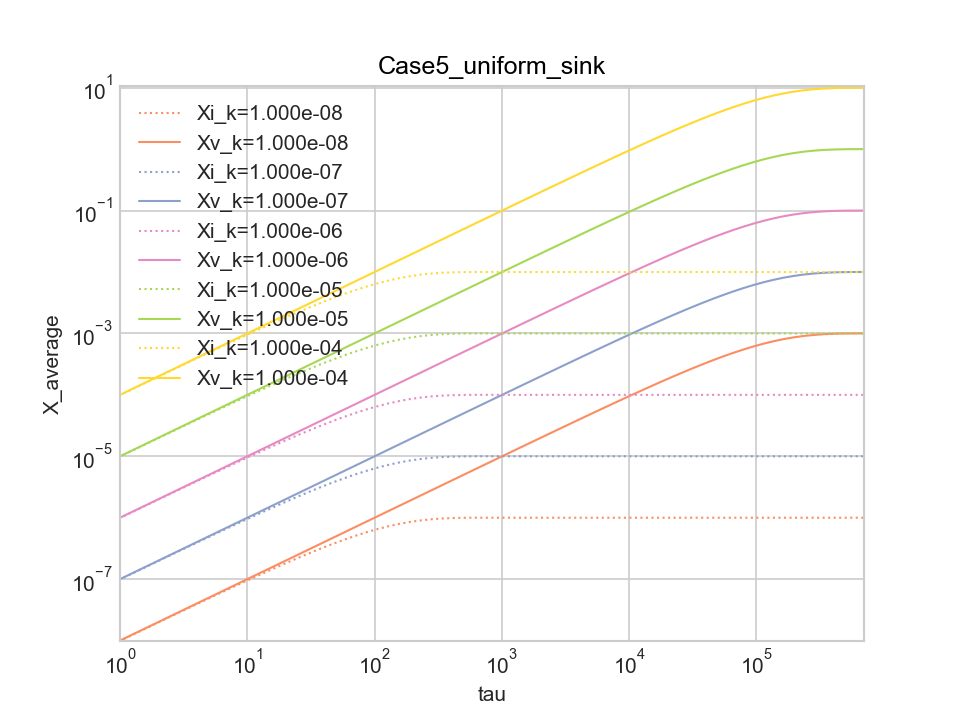 Case5_uniform_sink
X_average
10^1
10^−1
10^−3
10^−5
10^−7
Xi_k=1.000e-08
Xv_k=1.000e-08
Xi_k=1.000e-07
Xv_k=1.000e-07
Xi_k=1.000e-06
Xv_k=1.000e-06
Xi_k=1.000e-05
Xv_k=1.000e-05
Xi_k=1.000e-04
Xv_k=1.000e-04
10^0 10^1 10^2 10^3 10^4 10^5
tau